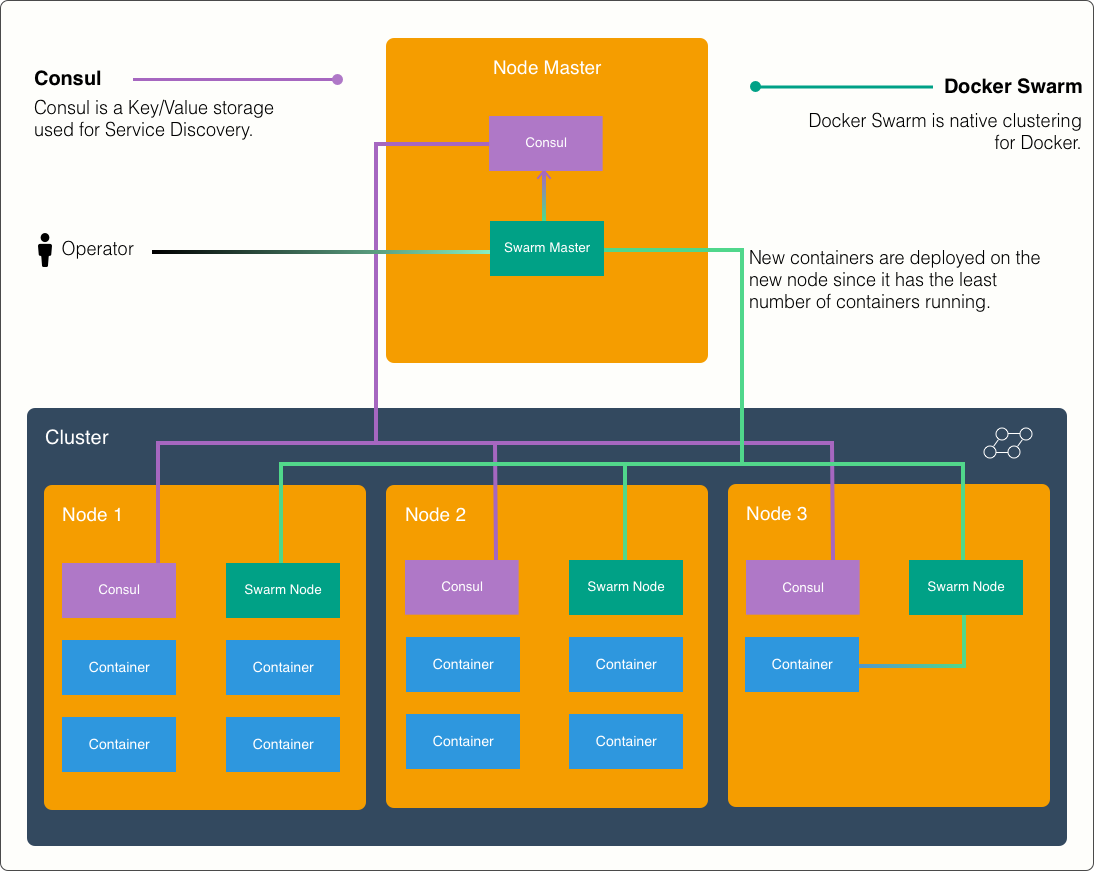 Node Master
Consul
Consul is a Key/Value storage
used for Service Discovery.
Docker Swarm
Docker Swarm is native clustering
for Docker.
Consul
Operator
Swarm Master
New containers are deployed on the
new node since it has the least
number of containers running.
Cluster
Node 1
Consul
Swarm Node
Container
Container
Container
Container
Node 2
Consul
Swarm Node
Container
Container
Container
Container
Node 3
Consul
Swarm Node
Container